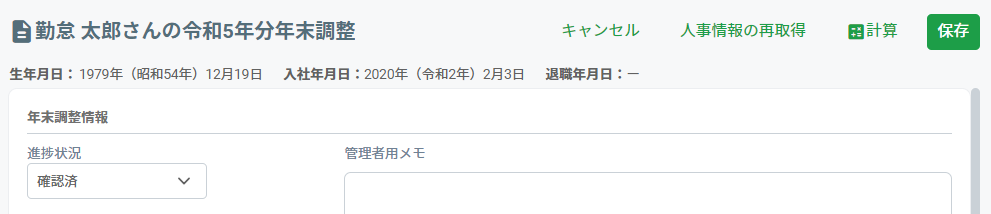 勤怠 太郎さんの令和5年分年末調整 キャンセル 人事情報の再取得 計算 保存
生年月日：1979年（昭和54年）12月19日 入社年月日：2020年（令和2年）2月3日 退職年月日：—
年末調整情報
進捗状況 管理者用メモ
確認済